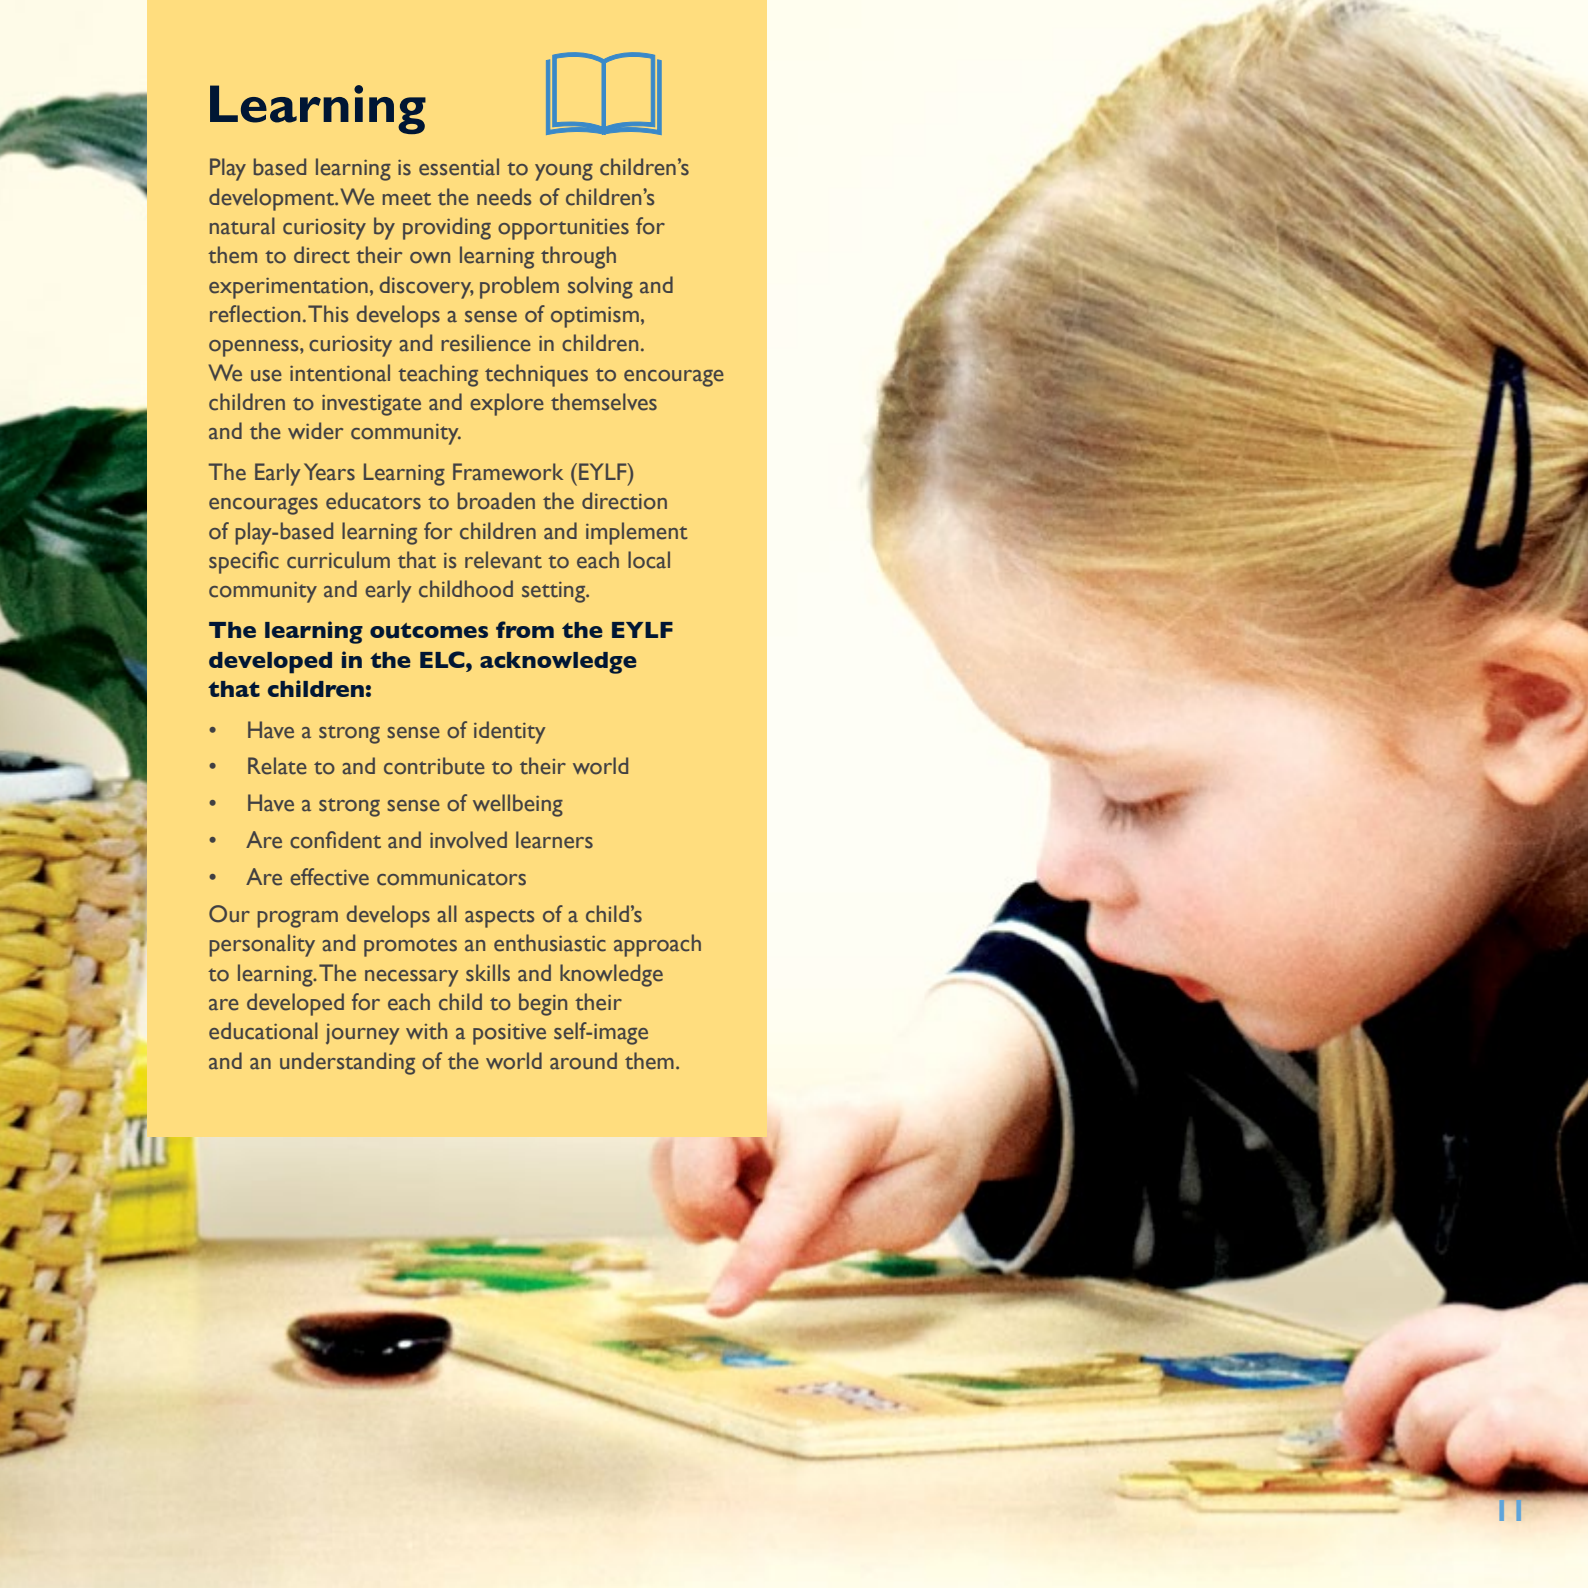 Learning
Play based learning is essential to young children’s
development. We meet the needs of children’s
natural curiosity by providing opportunities for
them to direct their own learning through
experimentation, discovery, problem solving and
reflection. This develops a sense of optimism,
openness, curiosity and resilience in children.
We use intentional teaching techniques to encourage
children to investigate and explore themselves
and the wider community.
The Early Years Learning Framework (EYLF)
encourages educators to broaden the direction
of play-based learning for children and implement
specific curriculum that is relevant to each local
community and early childhood setting.
The learning outcomes from the EYLF
developed in the ELC, acknowledge
that children:
• Have a strong sense of identity
• Relate to and contribute to their world
• Have a strong sense of wellbeing
• Are confident and involved learners
• Are effective communicators
Our program develops all aspects of a child’s
personality and promotes an enthusiastic approach
to learning. The necessary skills and knowledge
are developed for each child to begin their
educational journey with a positive self-image
and an understanding of the world around them.
Kit
11